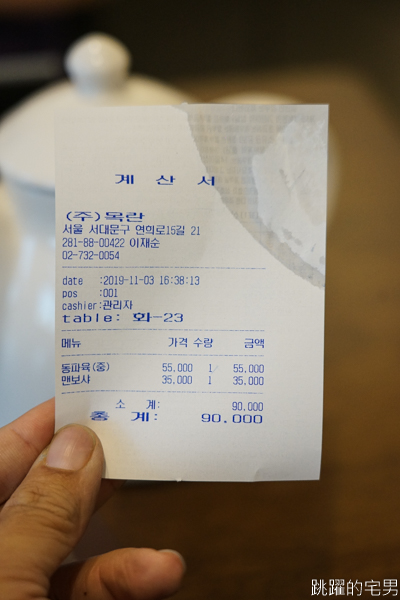 계 산 서
(주)목란
서울 서대문구 연희로15길 21
281-88-00422 이재순
02-732-0054
date :2019-11-03 16:38:13
pos :001
cashier:관리자
table: 화-23
메뉴 가격 수량 금액
동파육(중) 55,000 1 55,000
맨보샤 35,000 1 35,000
소 계: 90,000
총 계: 90,000
跳躍的宅男